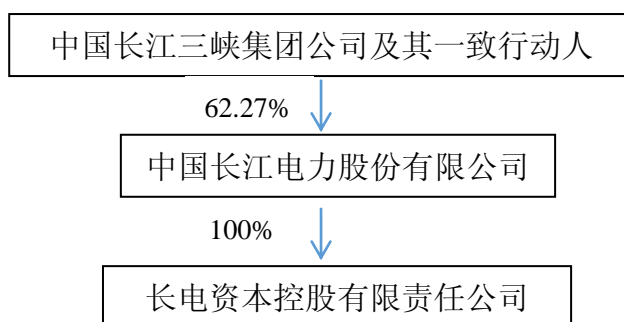 中国长江三峡集团公司及其一致行动人
62.27%
中国长江电力股份有限公司
100%
长电资本控股有限责任公司